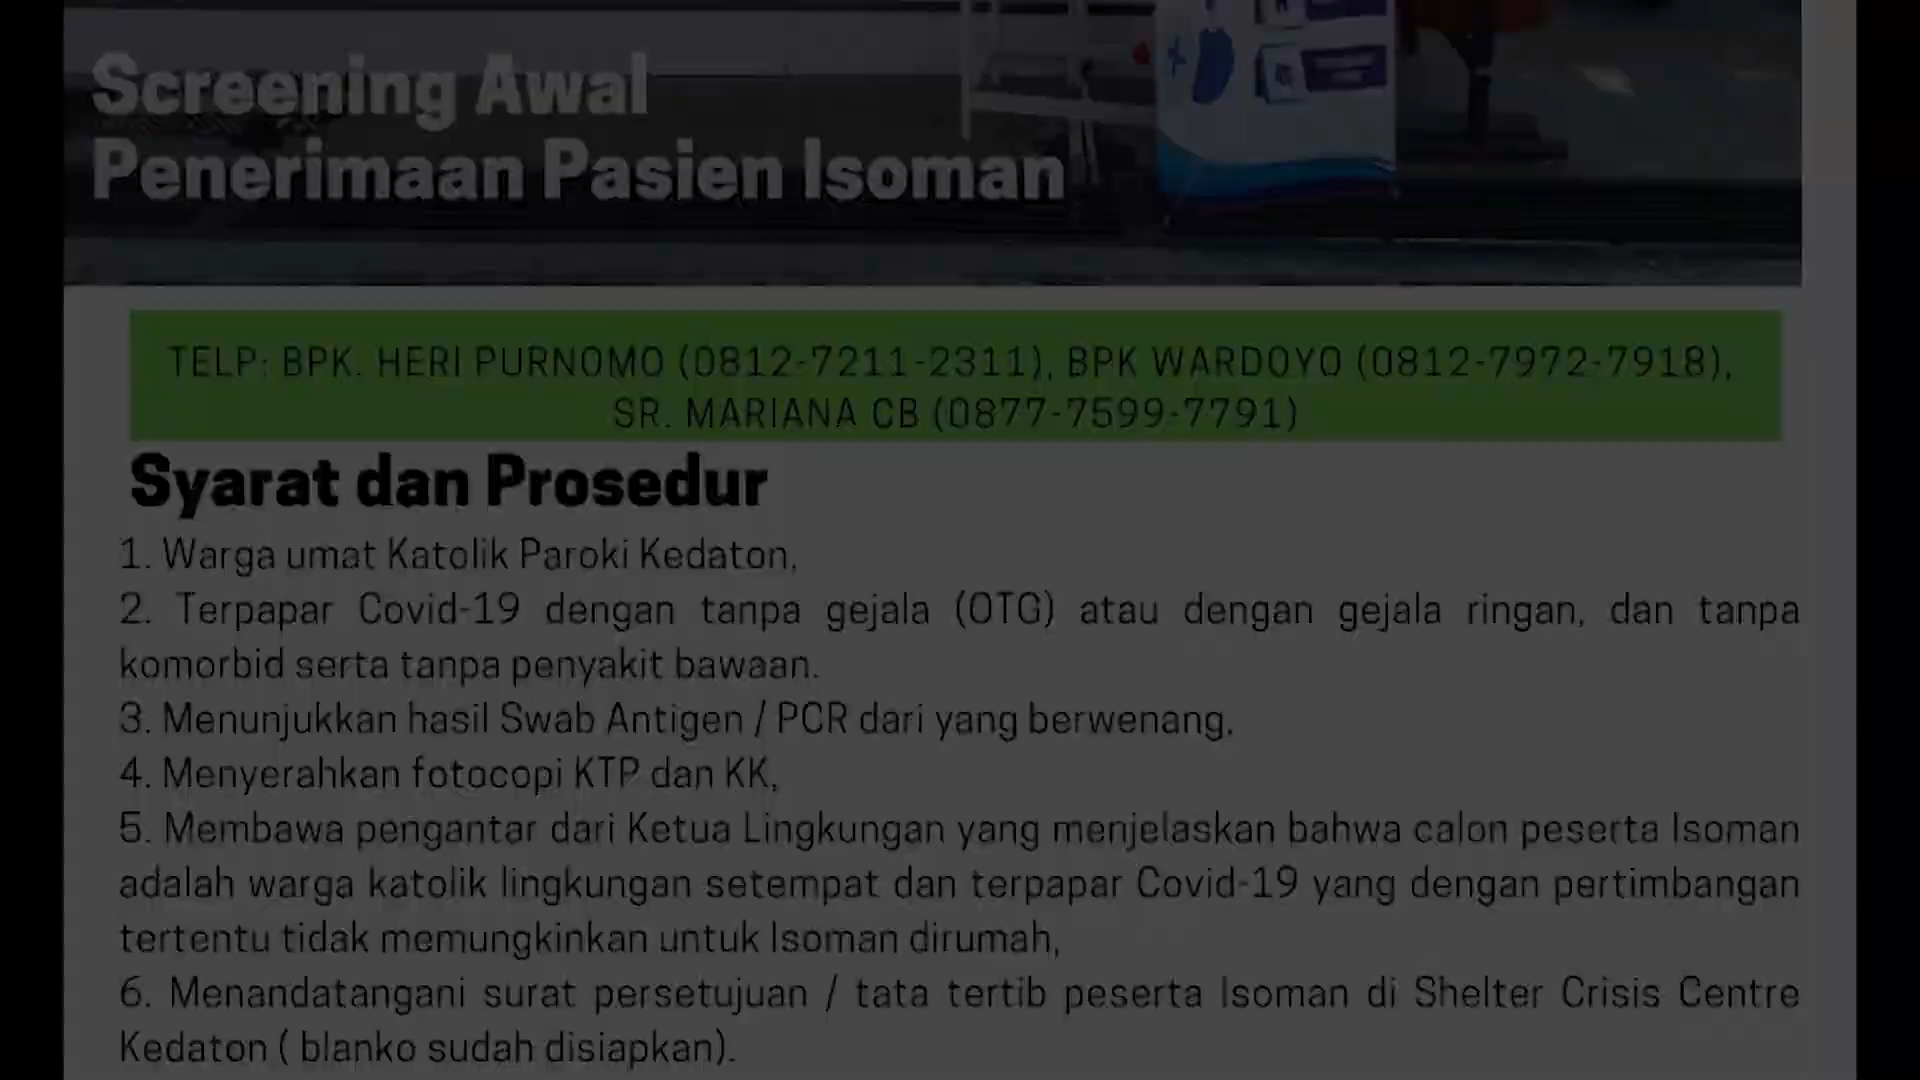 Screening Awal
Penerimaan Pasien Isoman
TELP: BPK. HERI PURNOMO (0812-7211-2311), BPK WARDOYO (0812-7972-7918),
SR. MARIANA CB (0877-7599-7791)
Syarat dan Prosedur
1. Warga umat Katolik Paroki Kedaton,
2. Terpapar Covid-19 dengan tanpa gejala (OTG) atau dengan gejala ringan, dan tanpa
komorbid serta tanpa penyakit bawaan.
3. Menunjukkan hasil Swab Antigen / PCR dari yang berwenang,
4. Menyerahkan fotocopi KTP dan KK,
5. Membawa pengantar dari Ketua Lingkungan yang menjelaskan bahwa calon peserta Isoman
adalah warga katolik lingkungan setempat dan terpapar Covid-19 yang dengan pertimbangan
tertentu tidak memungkinkan untuk Isoman dirumah,
6. Menandatangani surat persetujuan / tata tertib peserta Isoman di Shelter Crisis Centre
Kedaton ( blanko sudah disiapkan).